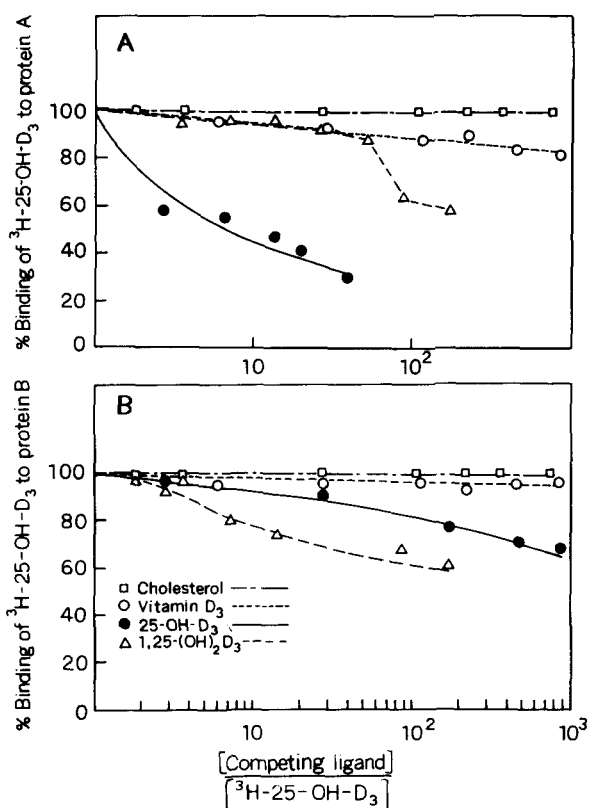 A
% Binding of ³H-25-OH-D₃ to protein A
100
80
60
40
20
0
10
10²
B
% Binding of ³H-25-OH-D₃ to protein B
100
80
60
40
20
0
Cholesterol
Vitamin D₃
25-OH-D₃
1,25-(OH)₂D₃
10
10²
10³
[Competing ligand]
[³H-25-OH-D₃]